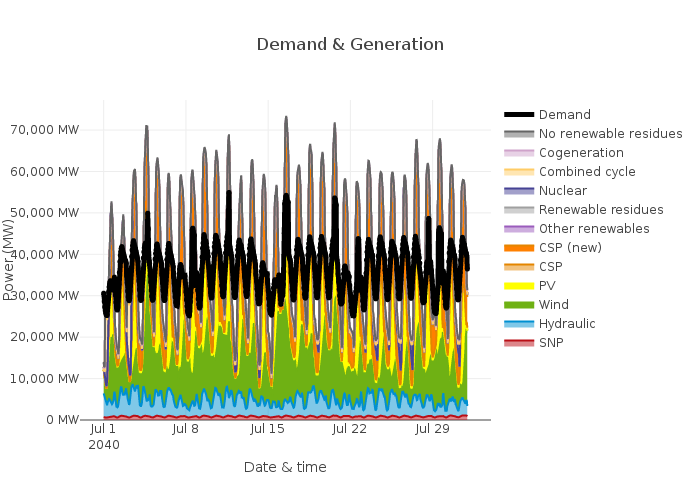 Demand & Generation
Power (MW)
70,000 MW
60,000 MW
50,000 MW
40,000 MW
30,000 MW
20,000 MW
10,000 MW
0 MW
Jul 1
2040
Jul 8
Jul 15
Jul 22
Jul 29
Date & time
Demand
No renewable residues
Cogeneration
Combined cycle
Nuclear
Renewable residues
Other renewables
CSP (new)
CSP
PV
Wind
Hydraulic
SNP